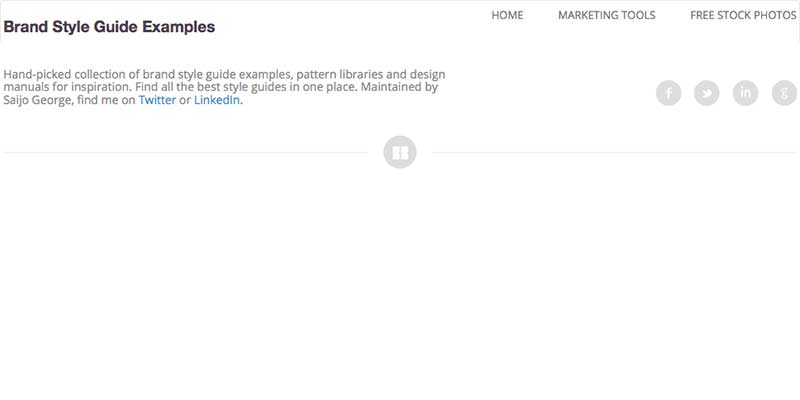 Brand Style Guide Examples
HOME MARKETING TOOLS FREE STOCK PHOTOS
Hand-picked collection of brand style guide examples, pattern libraries and design
manuals for inspiration. Find all the best style guides in one place. Maintained by
Saijo George, find me on Twitter or LinkedIn.